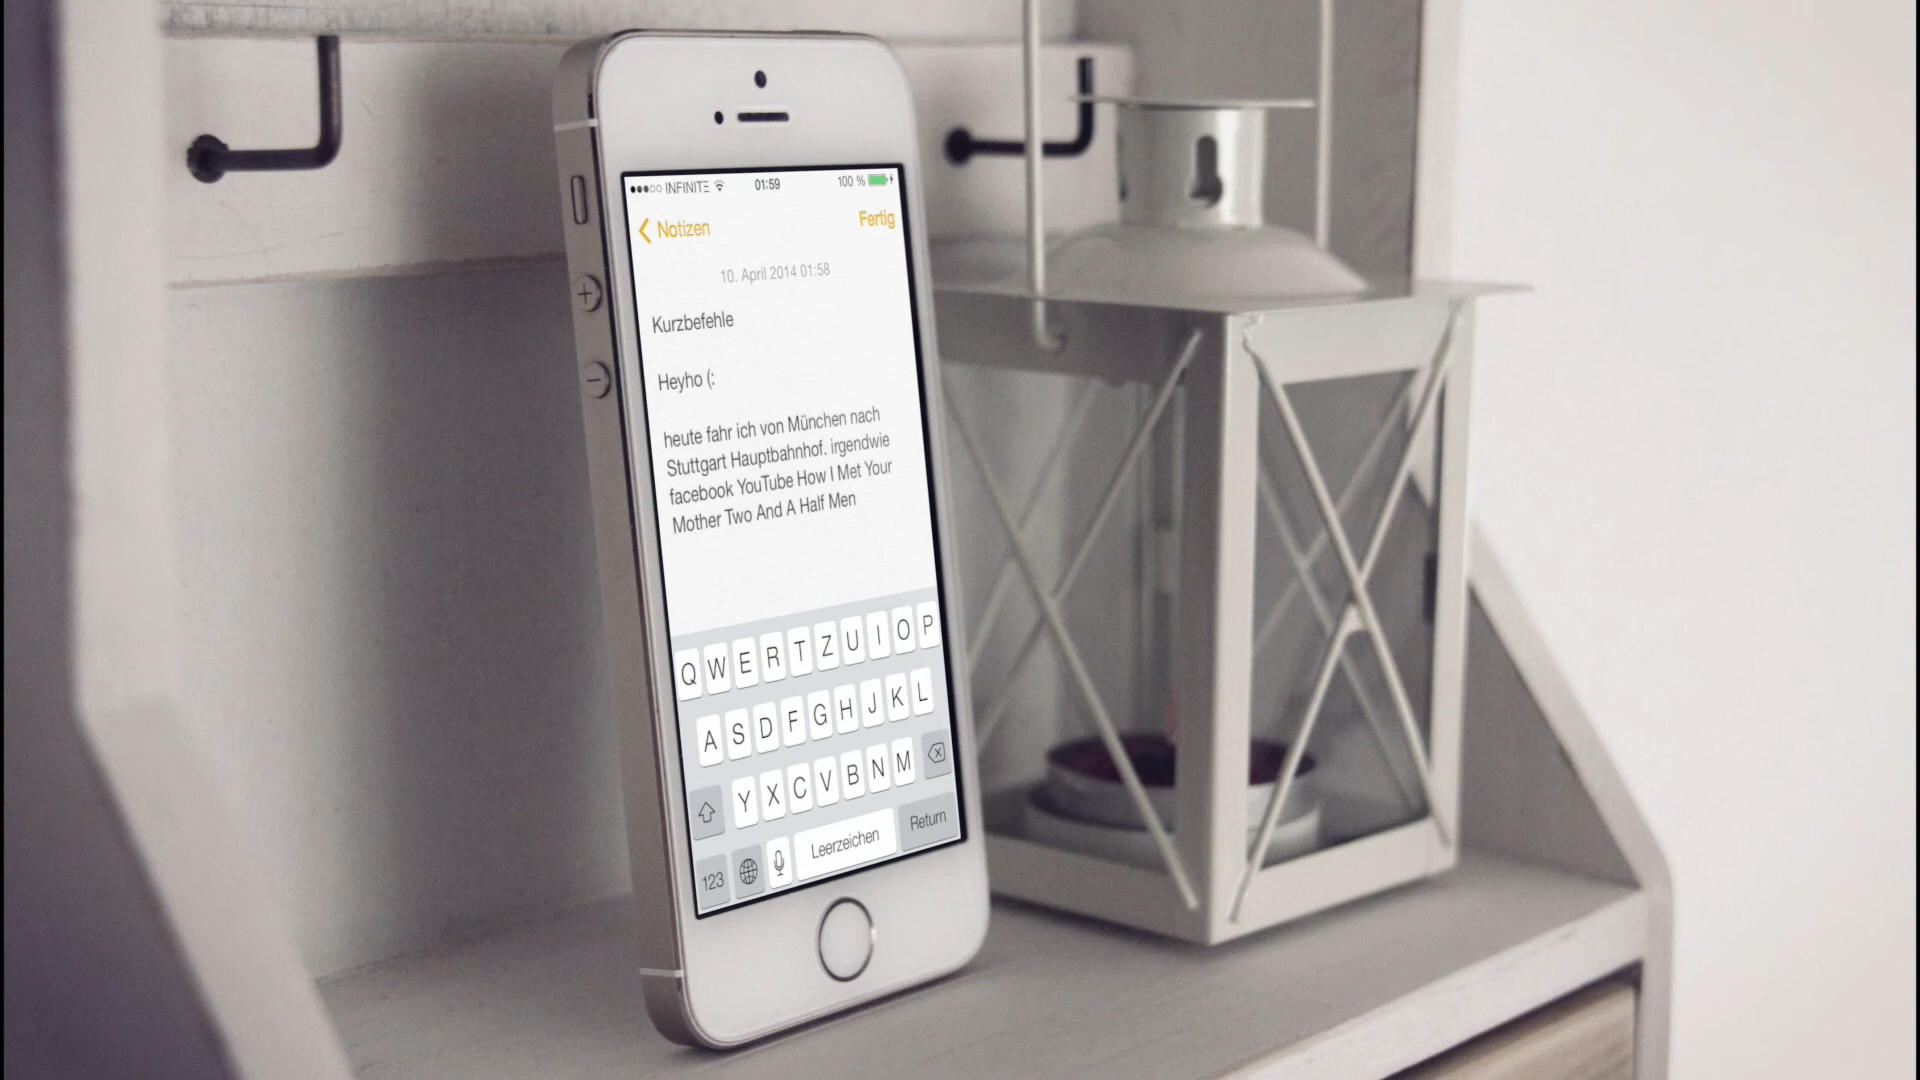 ●●●○○ INFINITE 01:59 100 %
Notizen Fertig
10. April 2014 01:58
Kurzbefehle
Heyho (:
heute fahr ich von München nach
Stuttgart Hauptbahnhof. irgendwie
facebook YouTube How I Met Your
Mother Two And A Half Men
Q W E R T Z U I O P
A S D F G H J K L
Y X C V B N M
123 Leerzeichen Return